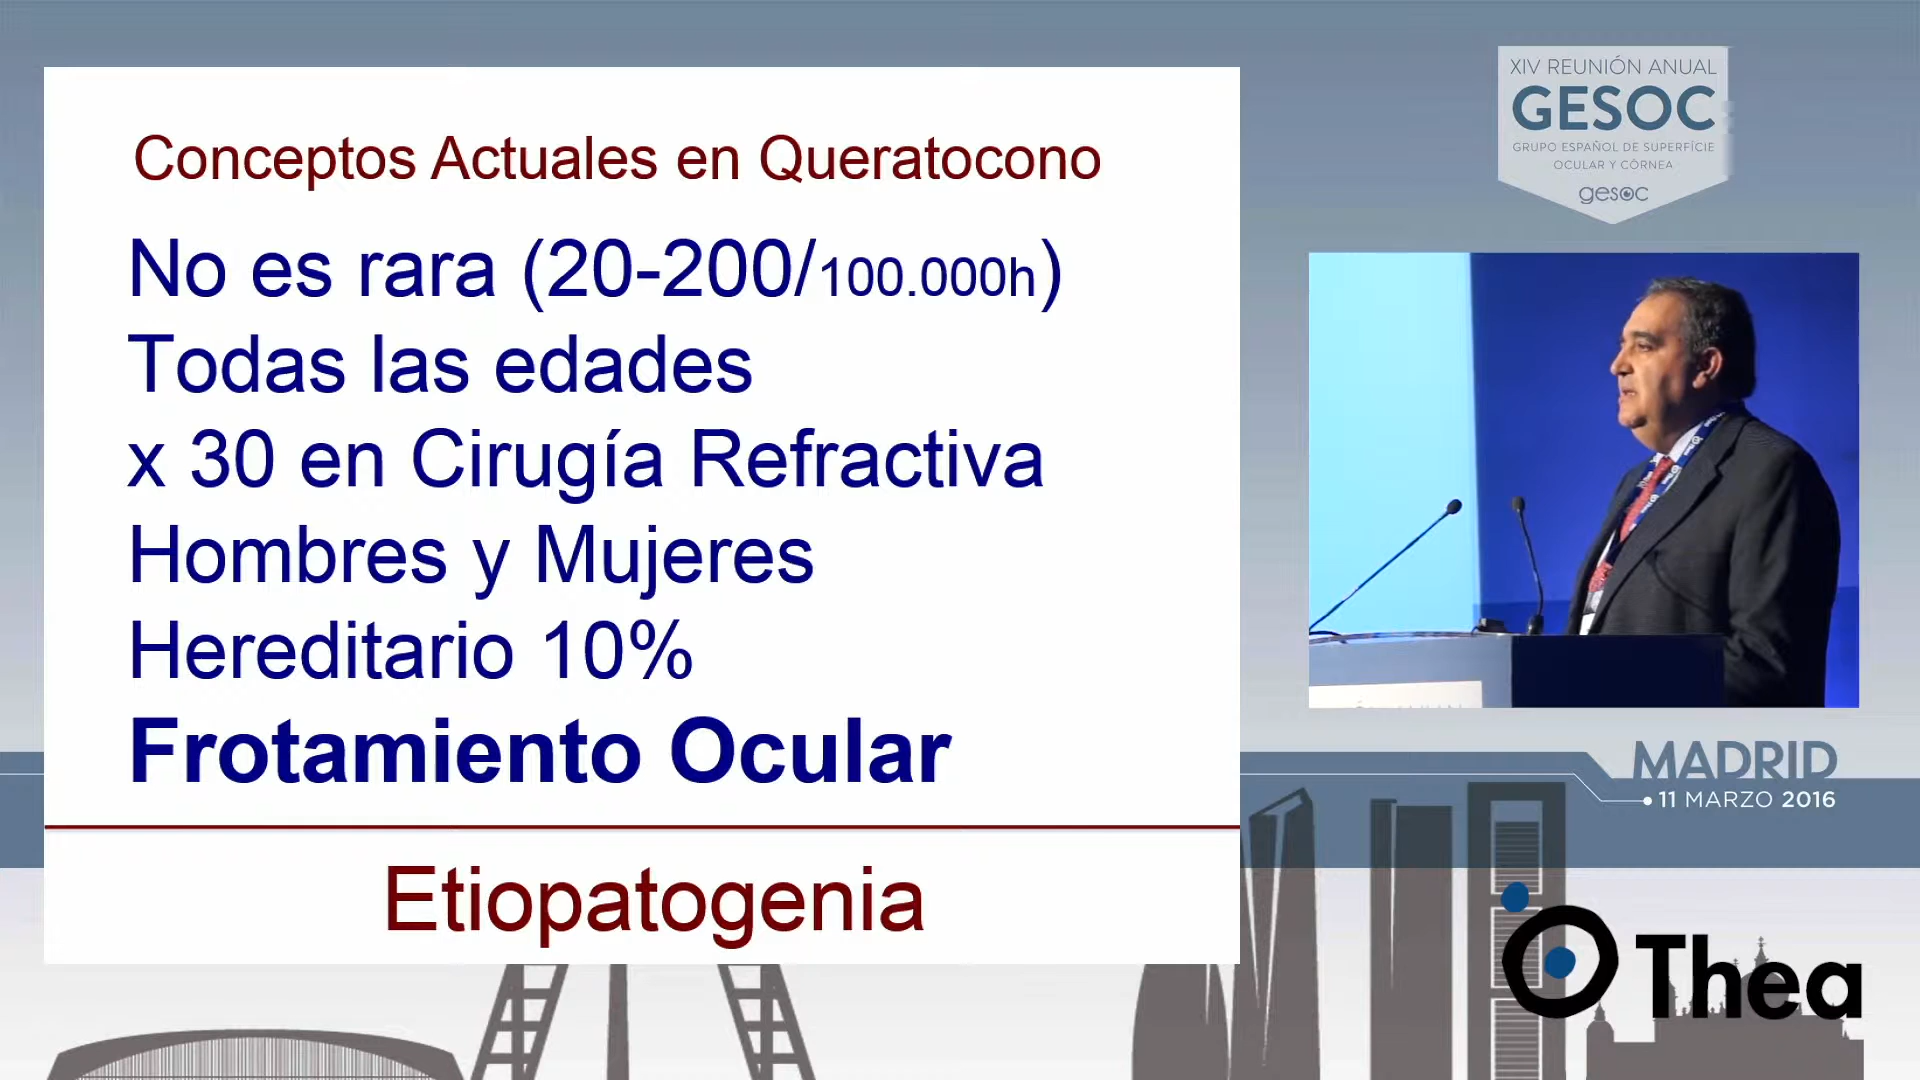 Conceptos Actuales en Queratocono
No es rara (20-200/100.000h)
Todas las edades
x 30 en Cirugía Refractiva
Hombres y Mujeres
Hereditario 10%
Frotamiento Ocular
Etiopatogenia
XIV REUNIÓN ANUAL
GESOC
GRUPO ESPAÑOL DE SUPERFÍCIE
OCULAR Y CÓRNEA
gesoc
MADRID
11 MARZO 2016
Thea